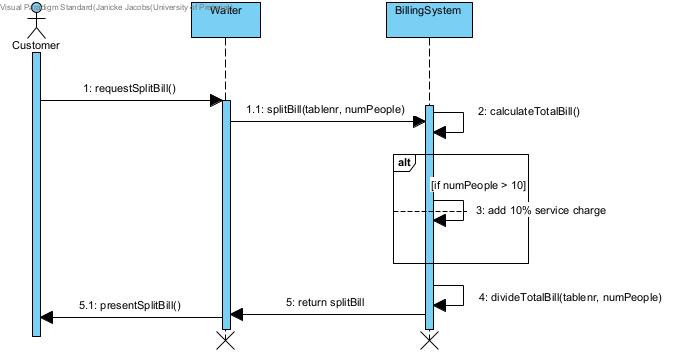 Visual Paradigm Standard(Janicke Jacobs(University of
Waiter
BillingSystem
Customer
1: requestSplitBill()
1.1: splitBill(tablenr, numPeople)
2: calculateTotalBill()
alt
[if numPeople > 10]
3: add 10% service charge
4: divideTotalBill(tablenr, numPeople)
5: return splitBill
5.1: presentSplitBill()